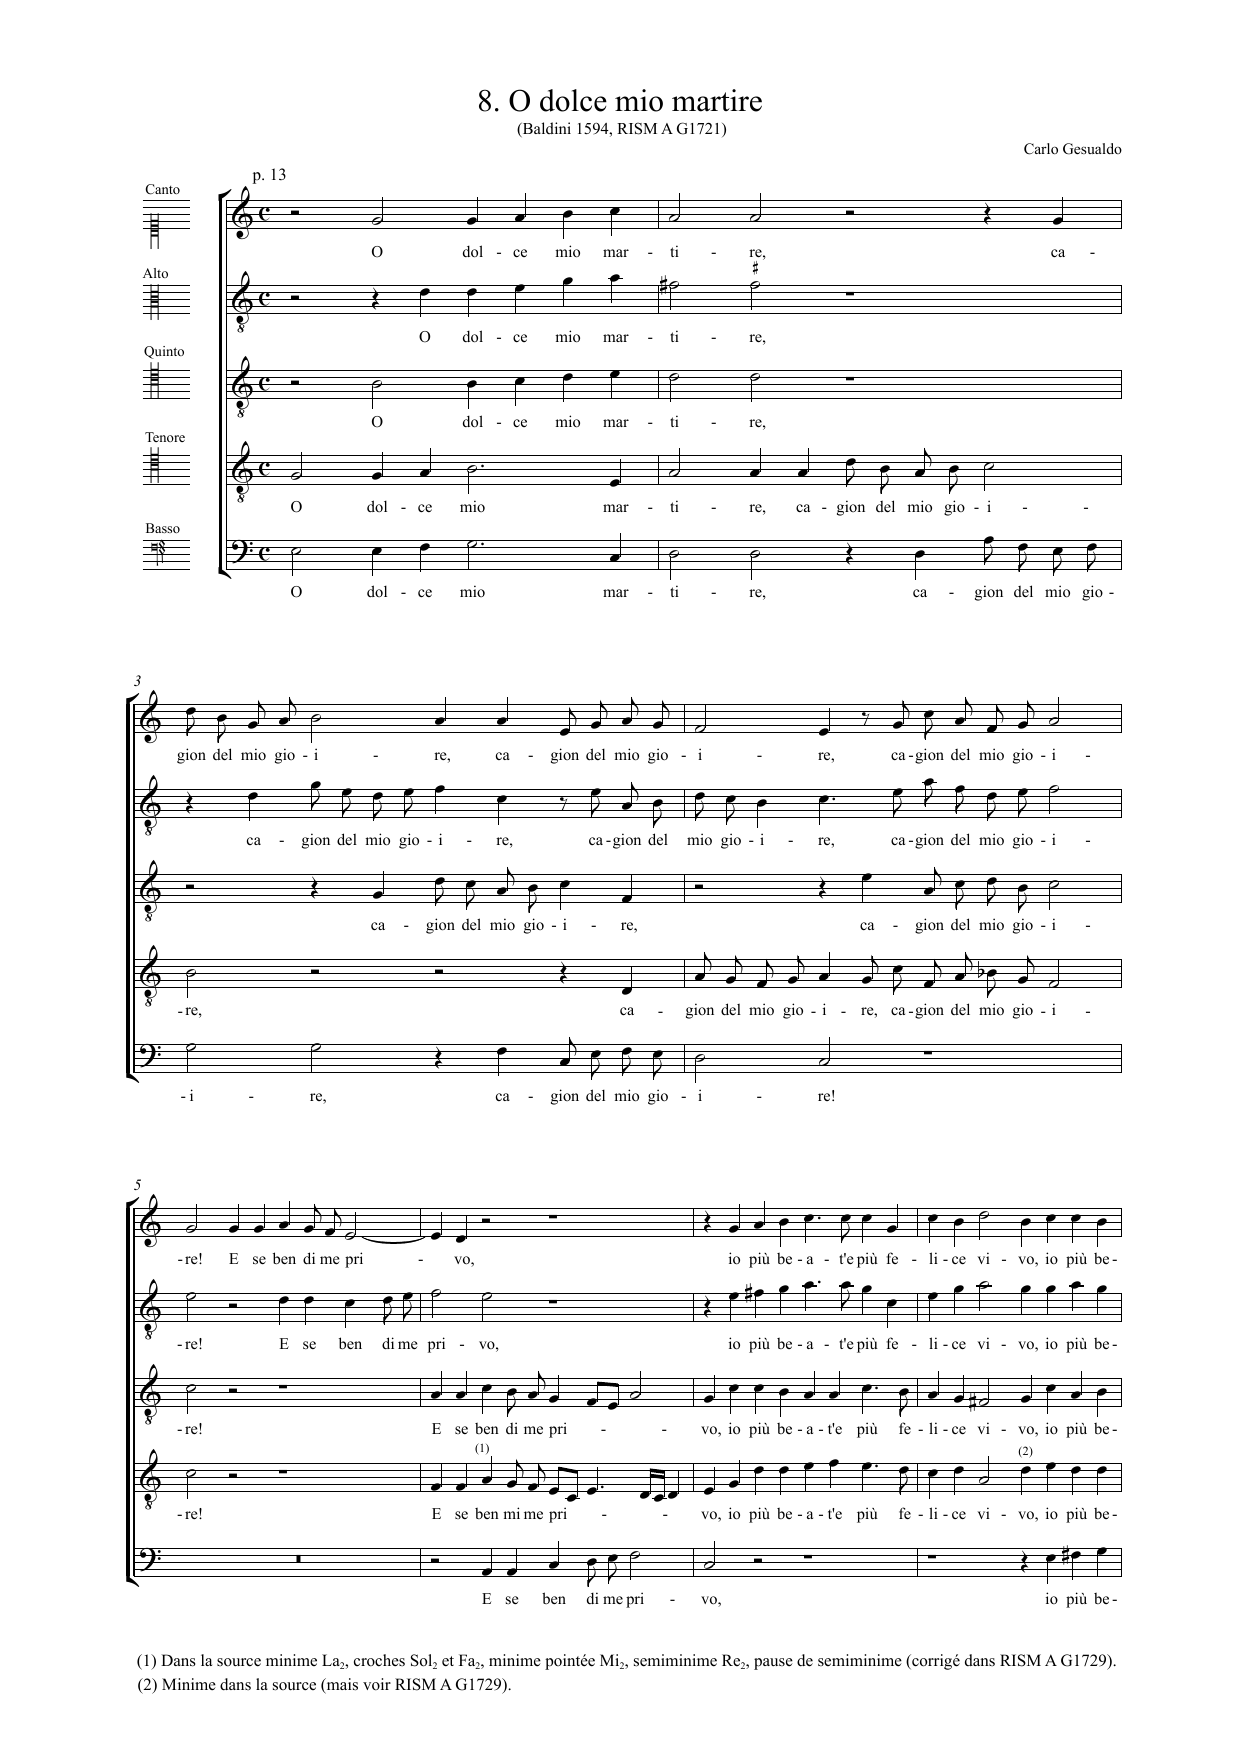 8. O dolce mio martire
(Baldini 1594, RISM A G1721)
Carlo Gesualdo
p. 13
Canto
O dol - ce mio mar - ti - re, ca -
Alto
O dol - ce mio mar - ti - re,
Quinto
O dol - ce mio mar - ti - re,
Tenore
O dol - ce mio mar - ti - re, ca - gion del mio gio - i - -
Basso
O dol - ce mio mar - ti - re, ca - gion del mio gio -
3
gion del mio gio - i - re, ca - gion del mio gio - i - re, ca - gion del mio gio - i -
ca - gion del mio gio - i - re, ca - gion del mio gio - i - re, ca - gion del mio gio - i -
ca - gion del mio gio - i - re, ca - gion del mio gio - i -
- re, ca - gion del mio gio - i - re, ca - gion del mio gio - i -
- i - re, ca - gion del mio gio - i - re!
5
- re! E se ben di me pri - vo, io più be - a - t'e più fe - li - ce vi - vo, io più be -
- re! E se ben di me pri - vo, io più be - a - t'e più fe - li - ce vi - vo, io più be -
- re! E se ben di me pri - - vo, io più be - a - t'e più fe - li - ce vi - vo, io più be -
(1) (2)
- re! E se ben mi me pri - - vo, io più be - a - t'e più fe - li - ce vi - vo, io più be -
E se ben di me pri - vo, io più be -
(1) Dans la source minime La2, croches Sol2 et Fa2, minime pointée Mi2, semiminime Re2, pause de semiminime (corrigé dans RISM A G1729).
(2) Minime dans la source (mais voir RISM A G1729).